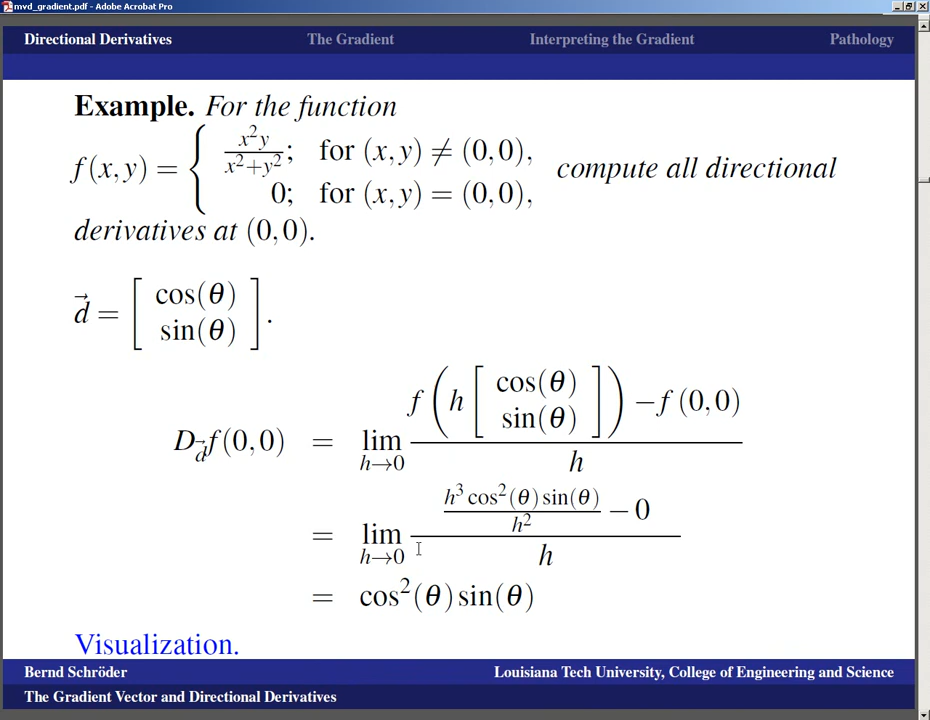 mvd_gradient.pdf - Adobe Acrobat Pro
Directional Derivatives The Gradient Interpreting the Gradient Pathology
Example. For the function
f(x,y) = { x²y / x²+y² ; for (x,y) ≠ (0,0),
0; for (x,y) = (0,0), compute all directional
derivatives at (0,0).
d⃗ = [ cos(θ)
sin(θ) ] .
D_d⃗ f(0,0) = lim h→0 f ( h [ cos(θ) sin(θ) ] ) − f(0,0) / h
= lim h→0 h³ cos²(θ) sin(θ) / h² − 0 / h
= cos²(θ) sin(θ)
Visualization.
Bernd Schröder Louisiana Tech University, College of Engineering and Science
The Gradient Vector and Directional Derivatives